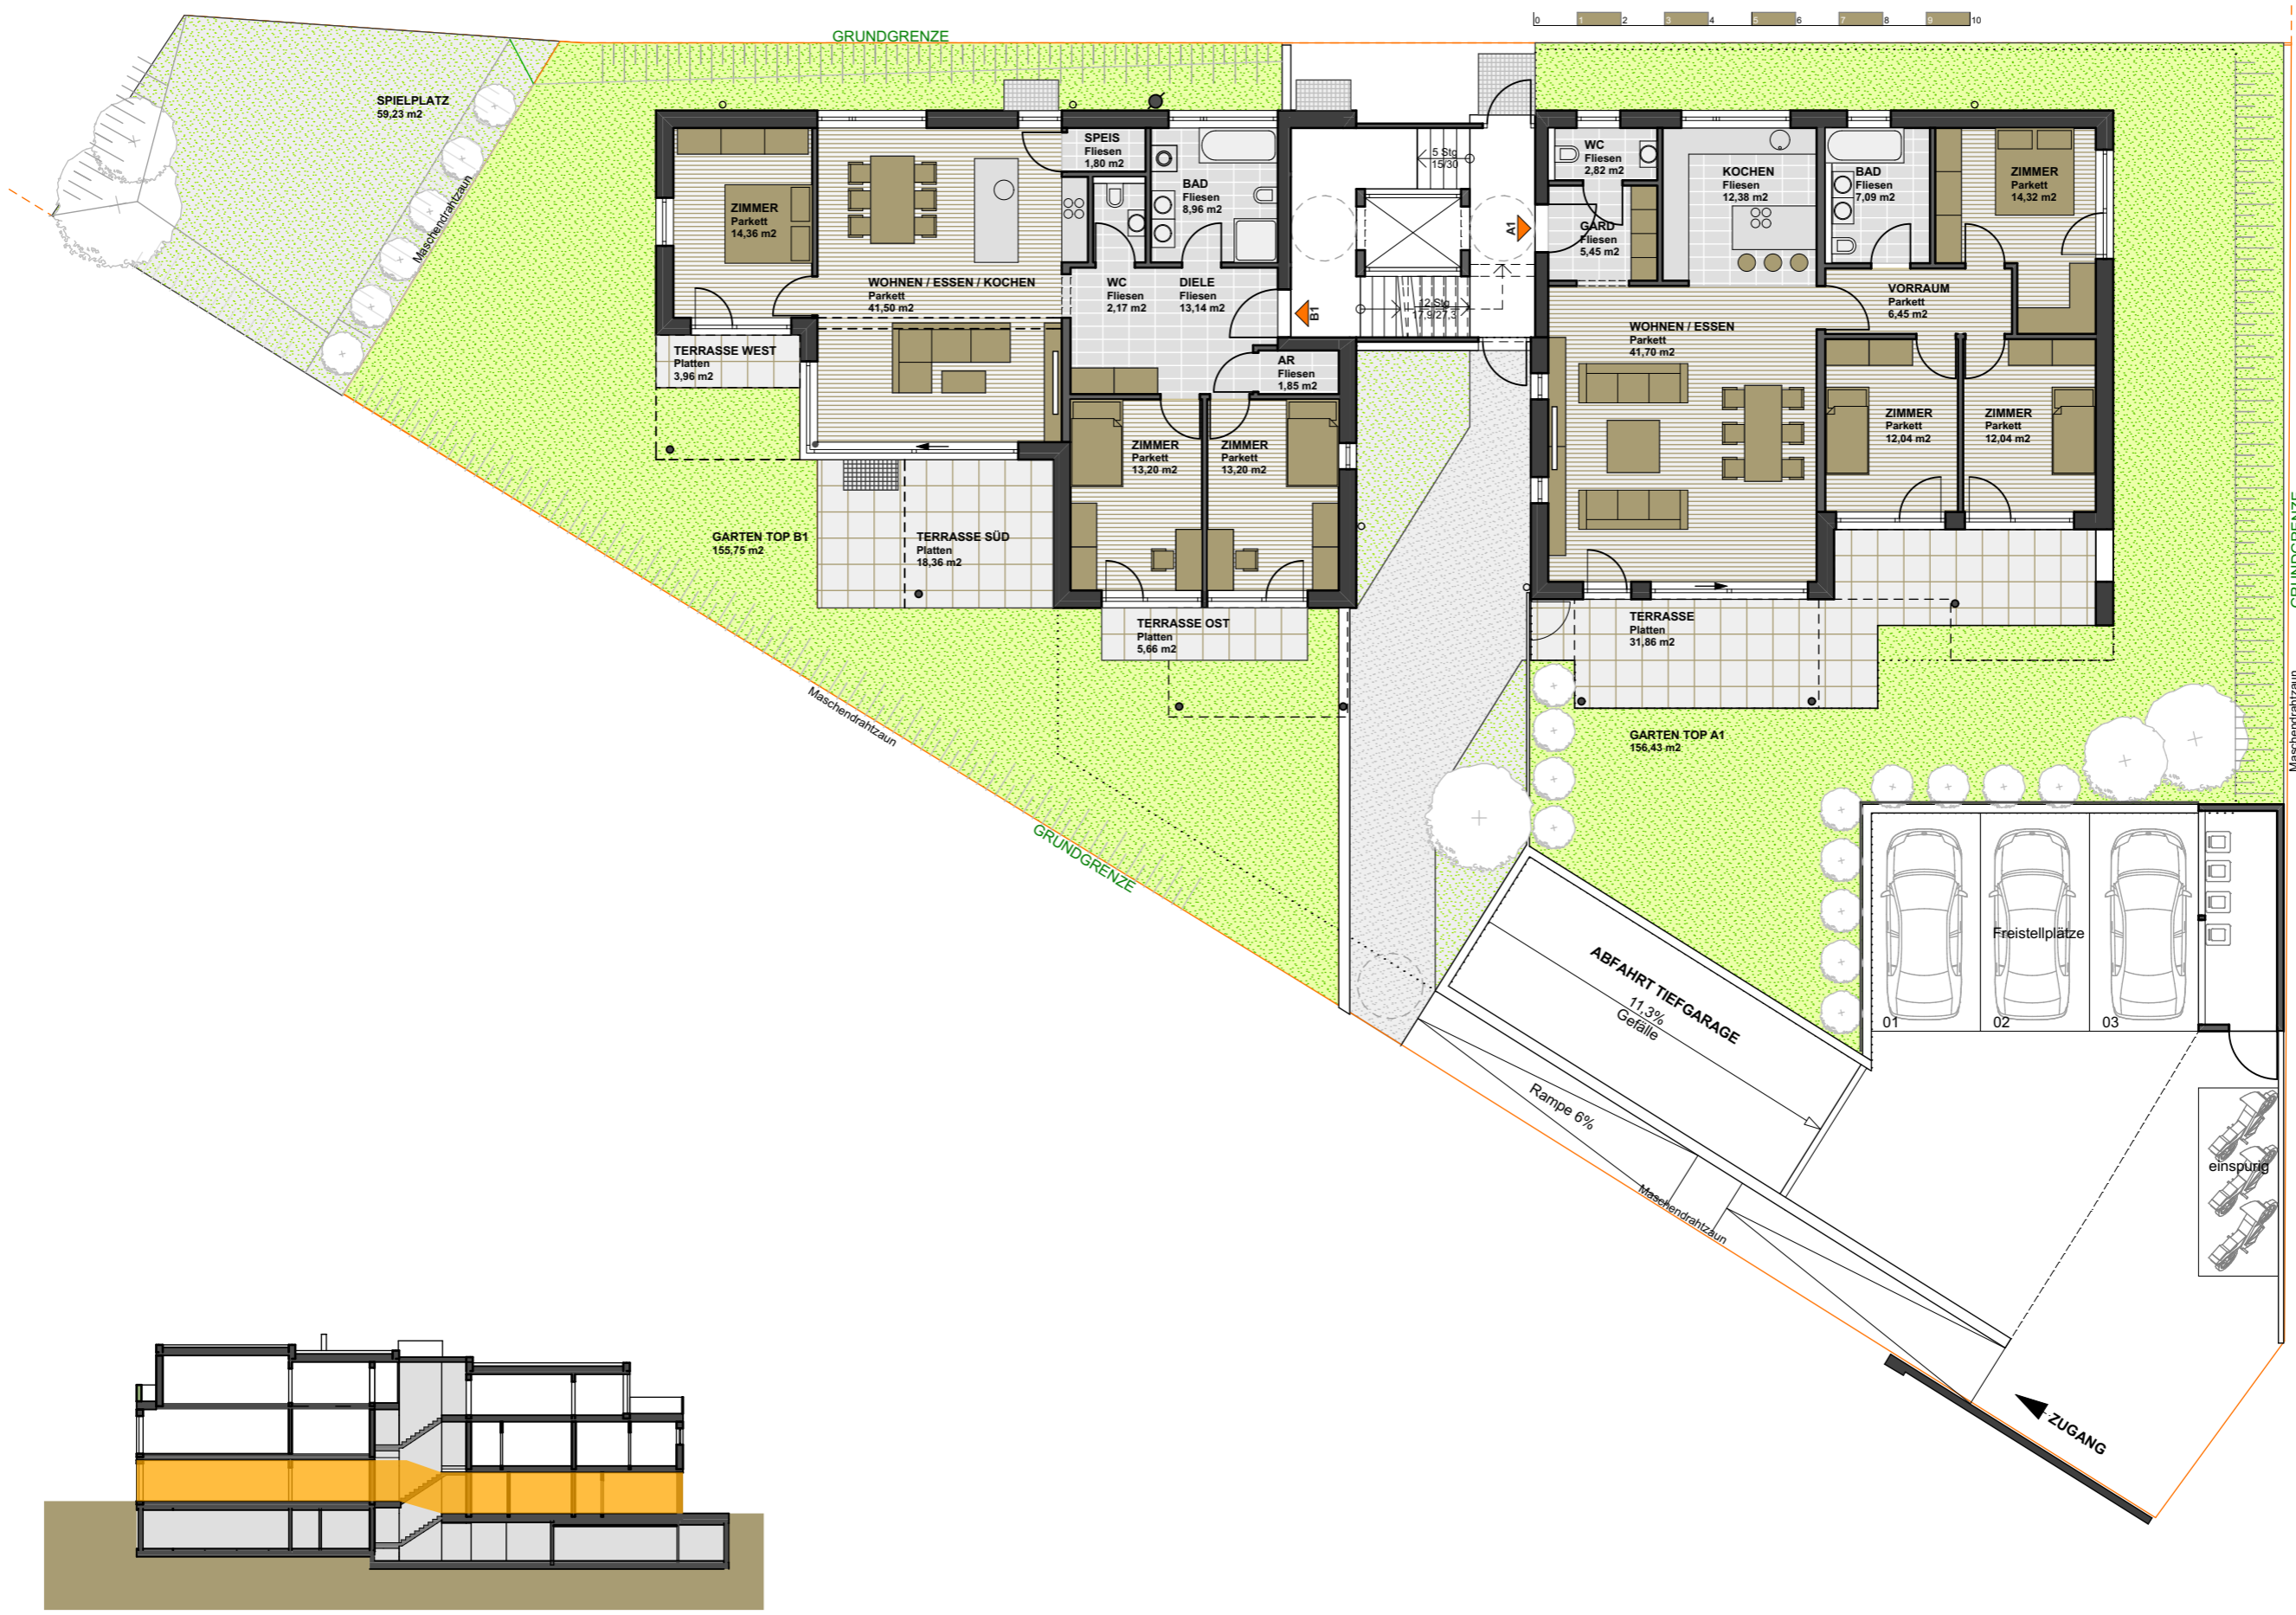 0 1 2 3 4 5 6 7 8 9 10
GRUNDGRENZE
SPIELPLATZ
59,23 m2
Maschendrahtzaun
ZIMMER
Parkett
14,36 m2
WOHNEN / ESSEN / KOCHEN
Parkett
41,50 m2
SPEIS
Fliesen
1,80 m2
BAD
Fliesen
8,96 m2
WC
Fliesen
2,17 m2
DIELE
Fliesen
13,14 m2
AR
Fliesen
1,85 m2
TERRASSE WEST
Platten
3,96 m2
ZIMMER
Parkett
13,20 m2
ZIMMER
Parkett
13,20 m2
GARTEN TOP B1
155,75 m2
TERRASSE SÜD
Platten
18,36 m2
TERRASSE OST
Platten
5,66 m2
B1
5 Stg
15/30
12 Stg
17,9/27,3
A1
WC
Fliesen
2,82 m2
GARD
Fliesen
5,45 m2
KOCHEN
Fliesen
12,38 m2
BAD
Fliesen
7,09 m2
ZIMMER
Parkett
14,32 m2
VORRAUM
Parkett
6,45 m2
WOHNEN / ESSEN
Parkett
41,70 m2
ZIMMER
Parkett
12,04 m2
ZIMMER
Parkett
12,04 m2
TERRASSE
Platten
31,86 m2
GARTEN TOP A1
156,43 m2
GRUNDGRENZE
Maschendrahtzaun
Maschendrahtzaun
GRUNDGRENZE
ABFAHRT TIEFGARAGE
11,3%
Gefälle
Rampe 6%
Maschendrahtzaun
Freistellplätze
01
02
03
einspurig
ZUGANG